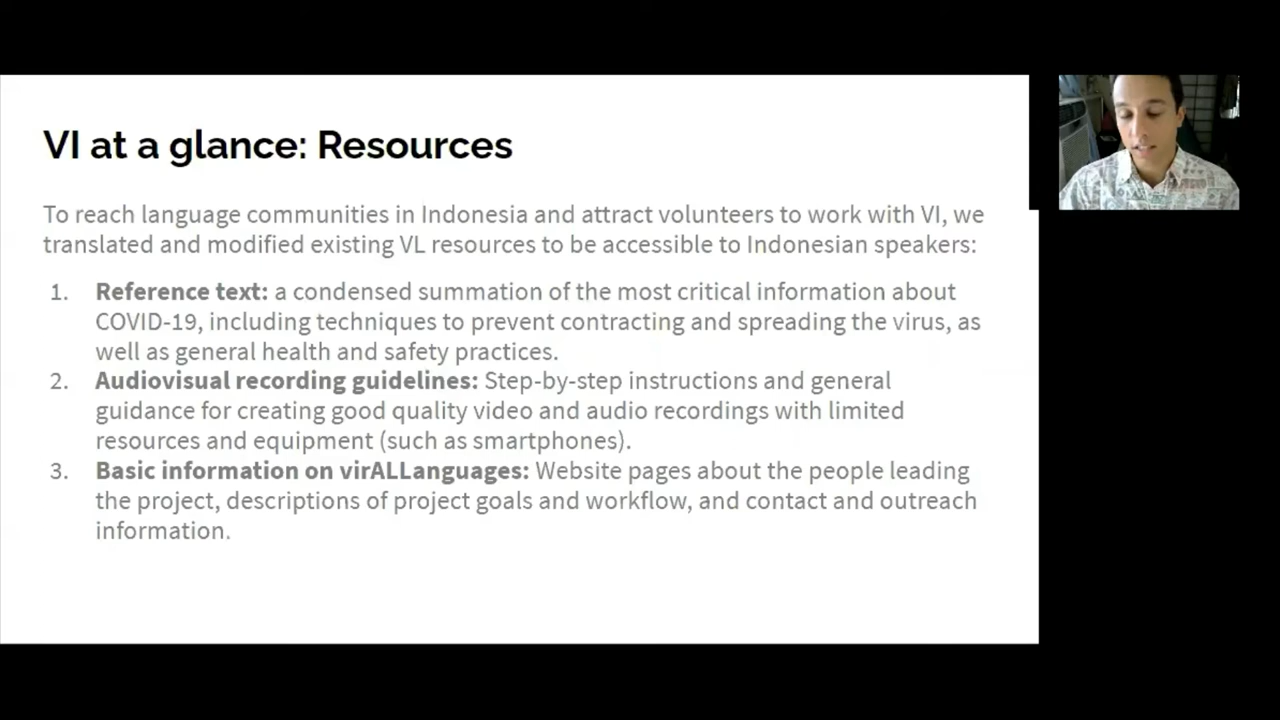 VI at a glance: Resources
To reach language communities in Indonesia and attract volunteers to work with VI, we
translated and modified existing VL resources to be accessible to Indonesian speakers:
1. Reference text: a condensed summation of the most critical information about
COVID-19, including techniques to prevent contracting and spreading the virus, as
well as general health and safety practices.
2. Audiovisual recording guidelines: Step-by-step instructions and general
guidance for creating good quality video and audio recordings with limited
resources and equipment (such as smartphones).
3. Basic information on virALLanguages: Website pages about the people leading
the project, descriptions of project goals and workflow, and contact and outreach
information.